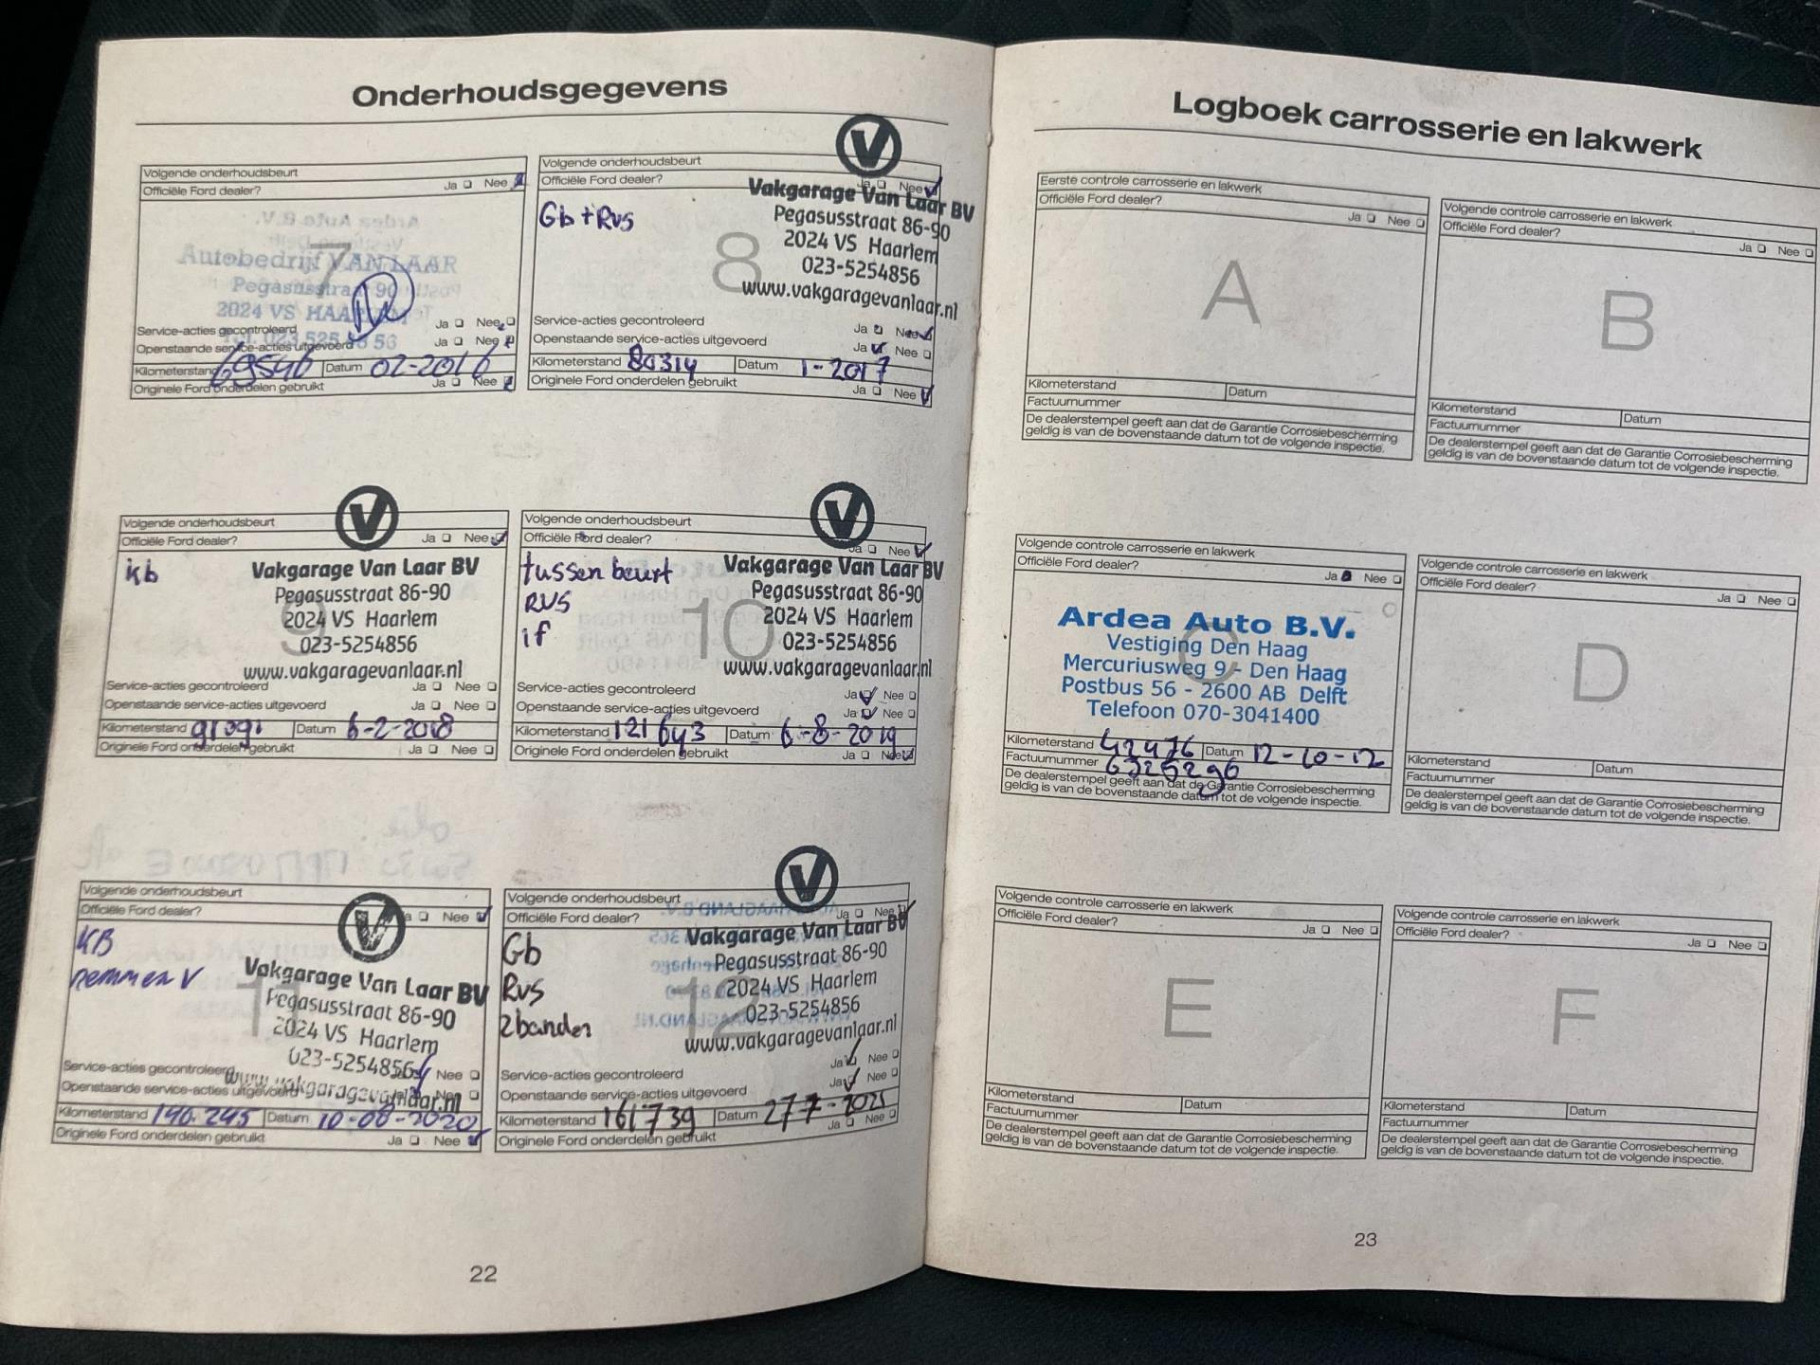 Onderhoudsgegevens
Volgende onderhoudsbeurt
Officiële Ford dealer?
Ja Nee
7
Autobedrijf VAN LAAR
Pegasusstraat 90
2024 VS HAARLEM
Service-acties gecontroleerd
Ja Nee
Openstaande service-acties uitgevoerd
Ja Nee
Kilometerstand 69546 Datum 02-2016
Originele Ford onderdelen gebruikt
Ja Nee
Volgende onderhoudsbeurt
V
Officiële Ford dealer?
Ja Nee
Gb + RVS
8
Vakgarage Van Laar BV
Pegasusstraat 86-90
2024 VS Haarlem
023-5254856
www.vakgaragevanlaar.nl
Service-acties gecontroleerd
Ja Nee
Openstaande service-acties uitgevoerd
Ja Nee
Kilometerstand 80314 Datum 1-2017
Originele Ford onderdelen gebruikt
Ja Nee
Volgende onderhoudsbeurt
V
Officiële Ford dealer?
Ja Nee
kb
9
Vakgarage Van Laar BV
Pegasusstraat 86-90
2024 VS Haarlem
023-5254856
www.vakgaragevanlaar.nl
Service-acties gecontroleerd
Ja Nee
Openstaande service-acties uitgevoerd
Ja Nee
Kilometerstand Datum 6-2-2018
Originele Ford onderdelen gebruikt
Ja Nee
Volgende onderhoudsbeurt
V
Officiële Ford dealer?
Ja Nee
tussen beurt
RVS
if
10
Vakgarage Van Laar BV
Pegasusstraat 86-90
2024 VS Haarlem
023-5254856
www.vakgaragevanlaar.nl
Service-acties gecontroleerd
Ja Nee
Openstaande service-acties uitgevoerd
Ja Nee
Kilometerstand 121643 Datum 6-8-2019
Originele Ford onderdelen gebruikt
Ja Nee
Volgende onderhoudsbeurt
V
Officiële Ford dealer?
Ja Nee
KB
remmen V
11
Vakgarage Van Laar BV
Pegasusstraat 86-90
2024 VS Haarlem
023-5254856
www.vakgaragevanlaar.nl
Service-acties gecontroleerd
Nee
Openstaande service-acties uitgevoerd
Nee
Kilometerstand 140.245 Datum 10-08-2020
Originele Ford onderdelen gebruikt
Ja Nee
Volgende onderhoudsbeurt
V
Officiële Ford dealer?
Ja Nee
Gb
RVS
2banden
12
Vakgarage Van Laar BV
Pegasusstraat 86-90
2024 VS Haarlem
023-5254856
www.vakgaragevanlaar.nl
Service-acties gecontroleerd
Ja Nee
Openstaande service-acties uitgevoerd
Ja Nee
Kilometerstand 161739 Datum
Originele Ford onderdelen gebruikt
Ja Nee
22
Logboek carrosserie en lakwerk
Eerste controle carrosserie en lakwerk
Officiële Ford dealer?
Ja Nee
A
Kilometerstand Datum
Factuurnummer
De dealerstempel geeft aan dat de Garantie Corrosiebescherming
geldig is van de bovenstaande datum tot de volgende inspectie.
Volgende controle carrosserie en lakwerk
Officiële Ford dealer?
Ja Nee
B
Kilometerstand Datum
Factuurnummer
De dealerstempel geeft aan dat de Garantie Corrosiebescherming
geldig is van de bovenstaande datum tot de volgende inspectie.
Volgende controle carrosserie en lakwerk
Officiële Ford dealer?
Ja Nee
C
Ardea Auto B.V.
Vestiging Den Haag
Mercuriusweg 9 - Den Haag
Postbus 56 - 2600 AB Delft
Telefoon 070-3041400
Kilometerstand 42476 Datum 12-10-12
Factuurnummer 6326296
De dealerstempel geeft aan dat de Garantie Corrosiebescherming
geldig is van de bovenstaande datum tot de volgende inspectie.
Volgende controle carrosserie en lakwerk
Officiële Ford dealer?
Ja Nee
D
Kilometerstand Datum
Factuurnummer
De dealerstempel geeft aan dat de Garantie Corrosiebescherming
geldig is van de bovenstaande datum tot de volgende inspectie.
Volgende controle carrosserie en lakwerk
Officiële Ford dealer?
Ja Nee
E
Kilometerstand Datum
Factuurnummer
De dealerstempel geeft aan dat de Garantie Corrosiebescherming
geldig is van de bovenstaande datum tot de volgende inspectie.
Volgende controle carrosserie en lakwerk
Officiële Ford dealer?
Ja Nee
F
Kilometerstand Datum
Factuurnummer
De dealerstempel geeft aan dat de Garantie Corrosiebescherming
geldig is van de bovenstaande datum tot de volgende inspectie.
23